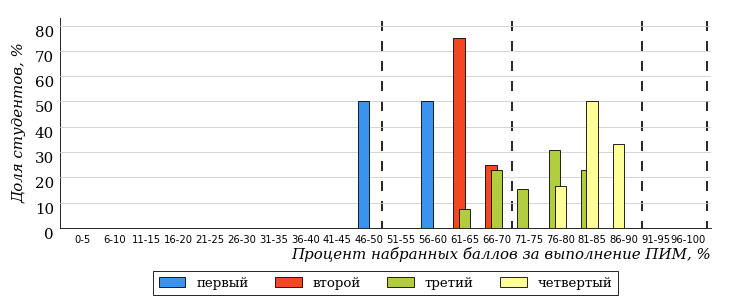 Доля студентов, %
80
70
60
50
40
30
20
10
0
0-5 6-10 11-15 16-20 21-25 26-30 31-35 36-40 41-45 46-50 51-55 56-60 61-65 66-70 71-75 76-80 81-85 86-90 91-95 96-100
Процент набранных баллов за выполнение ПИМ, %
первый второй третий четвертый